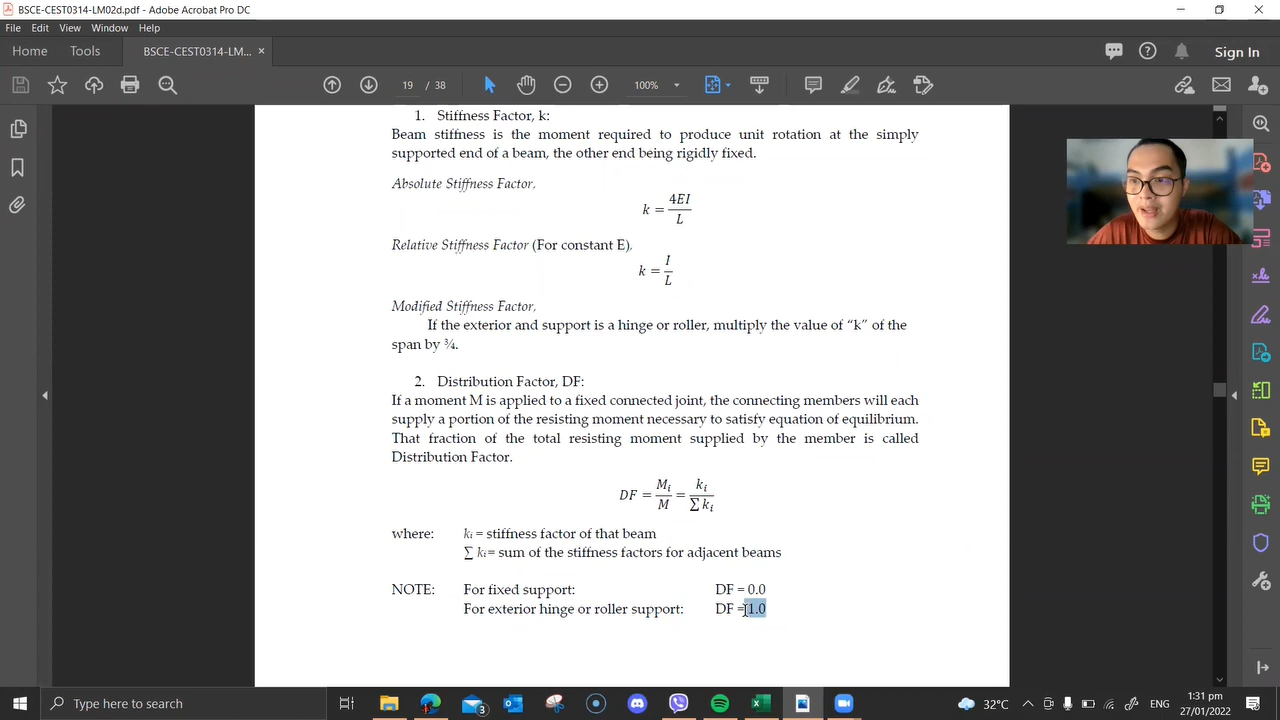 BSCE-CEST0314-LM02d.pdf - Adobe Acrobat Pro DC
File Edit View Window Help
Home Tools BSCE-CEST0314-LM... ×
Sign In
19 / 38
100%
1. Stiffness Factor, k:
Beam stiffness is the moment required to produce unit rotation at the simply
supported end of a beam, the other end being rigidly fixed.
Absolute Stiffness Factor,
k = 4EI / L
Relative Stiffness Factor (For constant E),
k = I / L
Modified Stiffness Factor,
If the exterior and support is a hinge or roller, multiply the value of “k” of the
span by ¾.
2. Distribution Factor, DF:
If a moment M is applied to a fixed connected joint, the connecting members will each
supply a portion of the resisting moment necessary to satisfy equation of equilibrium.
That fraction of the total resisting moment supplied by the member is called
Distribution Factor.
DF = Mi / M = ki / ∑ ki
where: ki = stiffness factor of that beam
∑ ki= sum of the stiffness factors for adjacent beams
NOTE: For fixed support: DF = 0.0
For exterior hinge or roller support: DF = 1.0
Type here to search
3
32°C
ENG
1:31 pm
27/01/2022